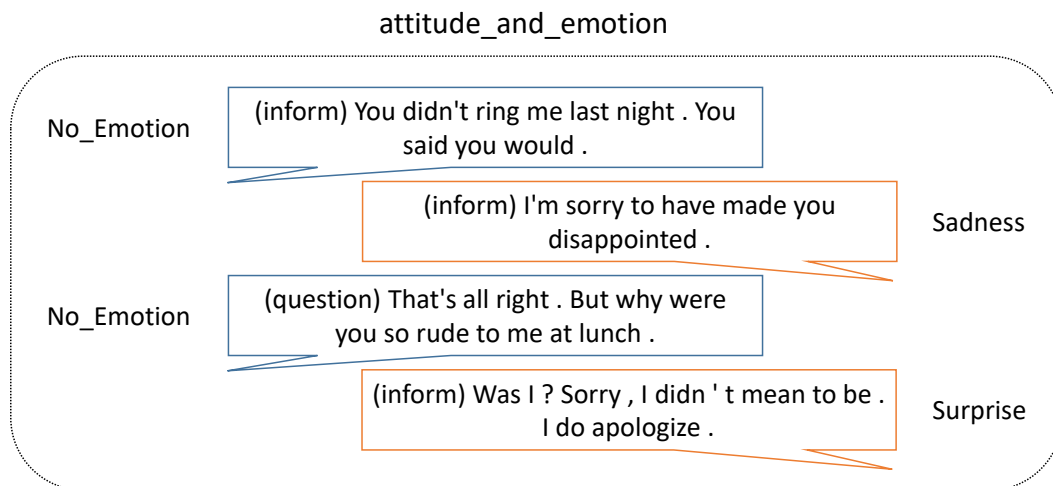 attitude_and_emotion
No_Emotion
(inform) You didn't ring me last night . You
said you would .
(inform) I'm sorry to have made you
disappointed .
Sadness
No_Emotion
(question) That's all right . But why were
you so rude to me at lunch .
(inform) Was I ? Sorry , I didn ' t mean to be .
I do apologize .
Surprise